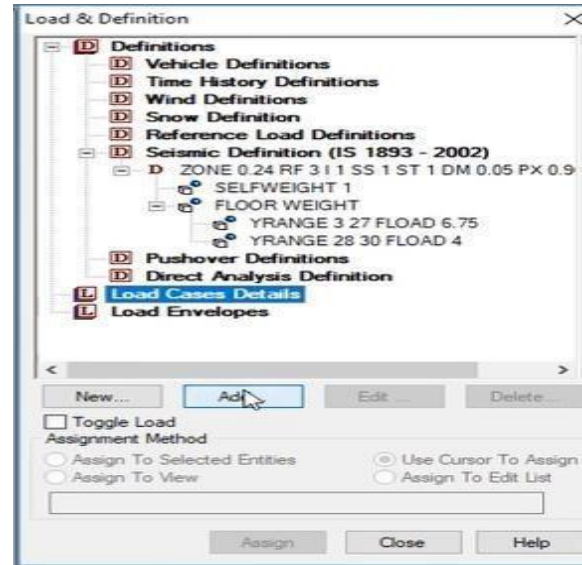 Load & Definition
Definitions
Vehicle Definitions
Time History Definitions
Wind Definitions
Snow Definition
Reference Load Definitions
Seismic Definition (IS 1893 - 2002)
ZONE 0.24 RF 3 I 1 SS 1 ST 1 DM 0.05 PX 0.9
SELFWEIGHT 1
FLOOR WEIGHT
YRANGE 3 27 FLOAD 6.75
YRANGE 28 30 FLOAD 4
Pushover Definitions
Direct Analysis Definition
Load Cases Details
Load Envelopes
New... Add... Edit ... Delete...
Toggle Load
Assignment Method
Assign To Selected Entities Use Cursor To Assign
Assign To View Assign To Edit List
Assign Close Help